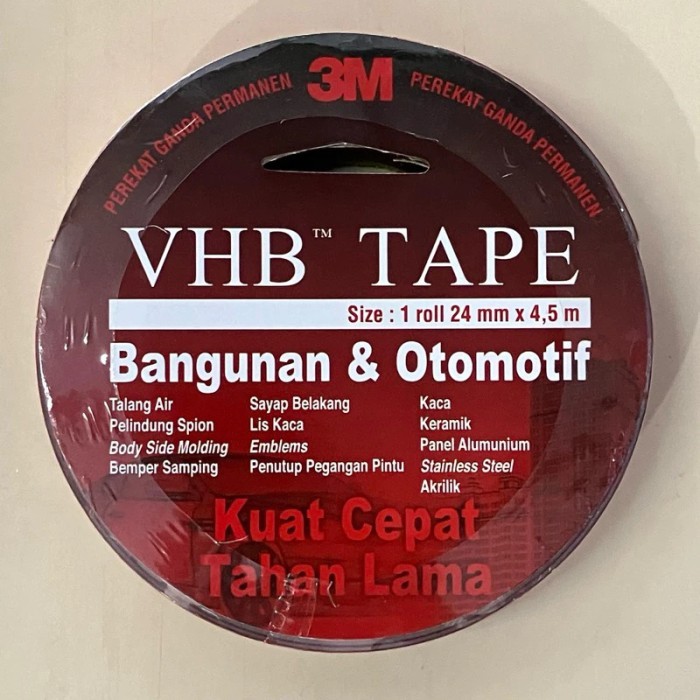 PEREKAT GANDA PERMANEN 3M PEREKAT GANDA PERMANEN
VHB™ TAPE
Size : 1 roll 24 mm x 4,5 m
Bangunan & Otomotif
Talang Air
Pelindung Spion
Body Side Molding
Bemper Samping
Sayap Belakang
Lis Kaca
Emblems
Penutup Pegangan Pintu
Kaca
Keramik
Panel Alumunium
Stainless Steel
Akrilik
Kuat Cepat
Tahan Lama